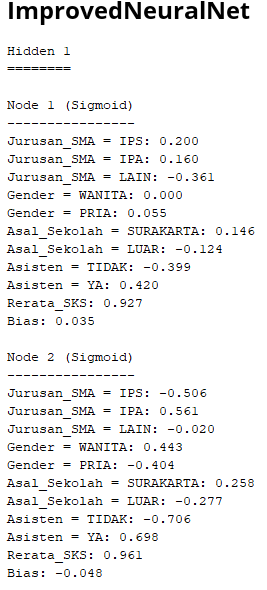 ImprovedNeuralNet
Hidden 1
========
Node 1 (Sigmoid)
----------------
Jurusan_SMA = IPS: 0.200
Jurusan_SMA = IPA: 0.160
Jurusan_SMA = LAIN: -0.361
Gender = WANITA: 0.000
Gender = PRIA: 0.055
Asal_Sekolah = SURAKARTA: 0.146
Asal_Sekolah = LUAR: -0.124
Asisten = TIDAK: -0.399
Asisten = YA: 0.420
Rerata_SKS: 0.927
Bias: 0.035
Node 2 (Sigmoid)
----------------
Jurusan_SMA = IPS: -0.506
Jurusan_SMA = IPA: 0.561
Jurusan_SMA = LAIN: -0.020
Gender = WANITA: 0.443
Gender = PRIA: -0.404
Asal_Sekolah = SURAKARTA: 0.258
Asal_Sekolah = LUAR: -0.277
Asisten = TIDAK: -0.706
Asisten = YA: 0.698
Rerata_SKS: 0.961
Bias: -0.048